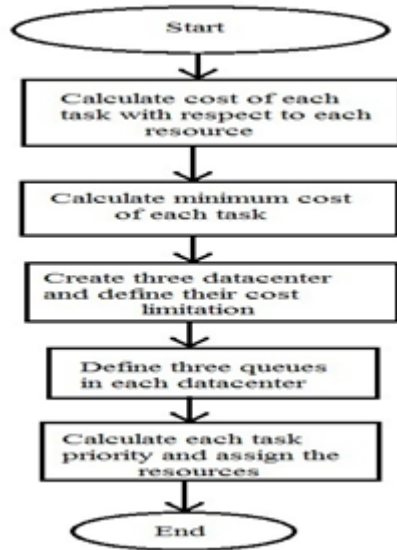 Start
Calculate cost of each
task with respect to each
resource
Calculate minimum cost
of each task
Create three datacenter
and define their cost
limitation
Define three queues
in each datacenter
Calculate each task
priority and assign the
resources
End